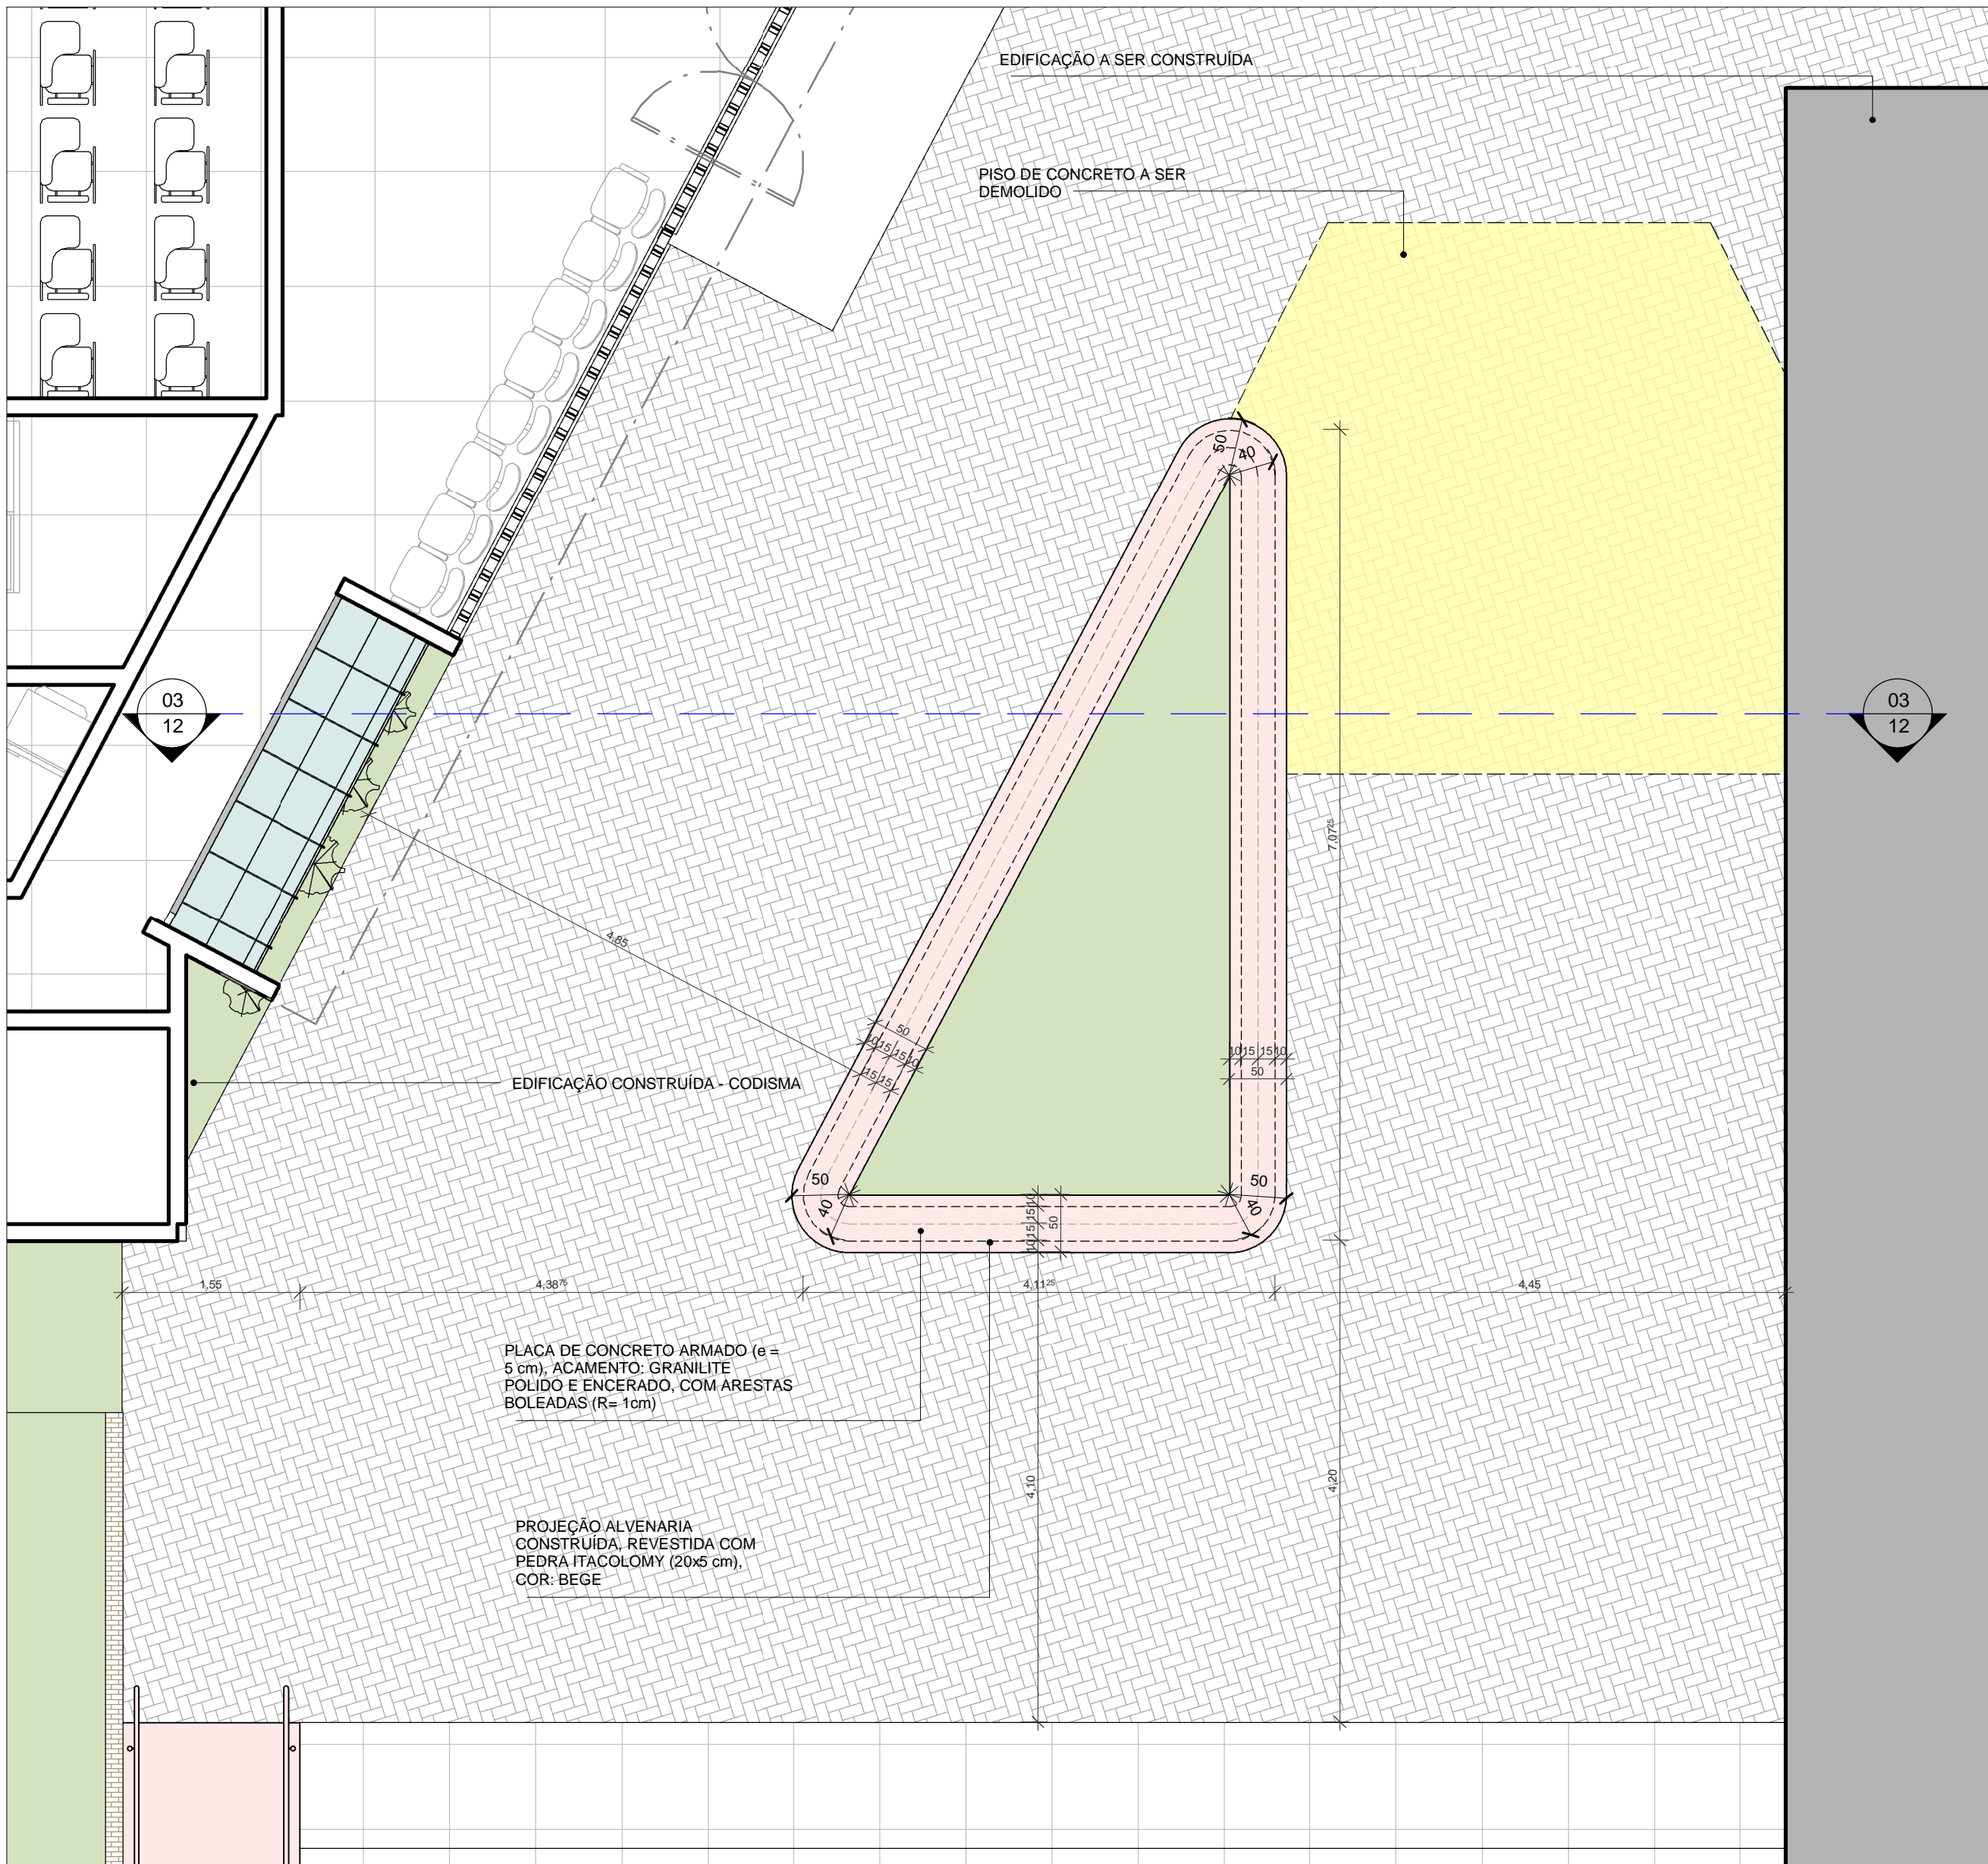 EDIFICAÇÃO A SER CONSTRUÍDA
PISO DE CONCRETO A SER
DEMOLIDO
50
40
03
12
03
12
7,07²⁵
4,85
50
10 15 15 10
15 15
10 15 15 10
50
EDIFICAÇÃO CONSTRUÍDA - CODISMA
50
40
50
40
10 15 15 10
50
1,55
4,38⁷⁵
4,11²⁵
4,45
PLACA DE CONCRETO ARMADO (e =
5 cm), ACAMENTO: GRANILITE
POLIDO E ENCERADO, COM ARESTAS
BOLEADAS (R= 1cm)
4,10
4,20
PROJEÇÃO ALVENARIA
CONSTRUÍDA, REVESTIDA COM
PEDRA ITACOLOMY (20x5 cm),
COR: BEGE